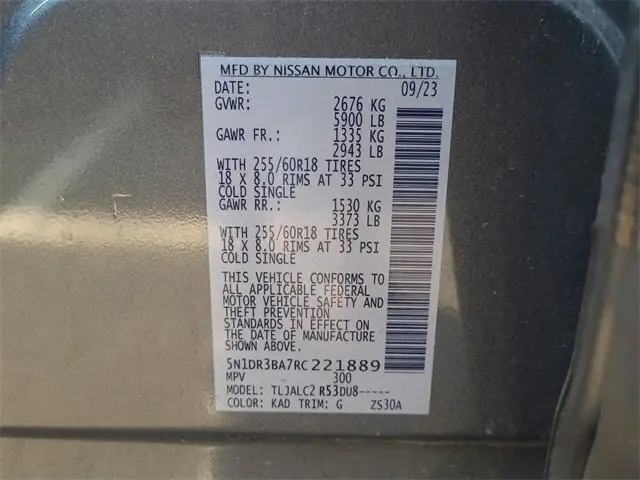 MFD BY NISSAN MOTOR CO., LTD.
DATE: 09/23
GVWR: 2676 KG
5900 LB
GAWR FR.: 1335 KG
2943 LB
WITH 255/60R18 TIRES
18 X 8.0 RIMS AT 33 PSI
COLD SINGLE
GAWR RR.: 1530 KG
3373 LB
WITH 255/60R18 TIRES
18 X 8.0 RIMS AT 33 PSI
COLD SINGLE
THIS VEHICLE CONFORMS TO
ALL APPLICABLE FEDERAL
MOTOR VEHICLE SAFETY AND
THEFT PREVENTION
STANDARDS IN EFFECT ON
THE DATE OF MANUFACTURE
SHOWN ABOVE.
5N1DR3BA7RC221889
MPV 300
MODEL: TLJALC2 R53DU8-----
COLOR: KAD TRIM: G ZS30A